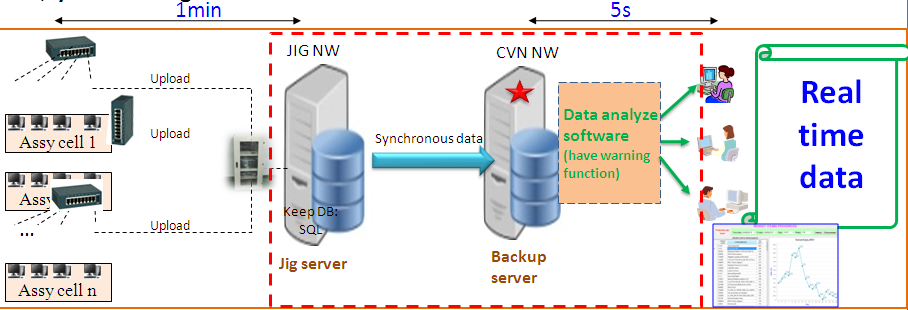 1min
5s
JIG NW
CVN NW
Upload
Upload
Upload
Assy cell 1
Assy
...
Assy cell n
Keep DB:
SQL
Jig server
Synchronous data
Backup
server
Data analyze
software
(have warning
function)
Real
time
data